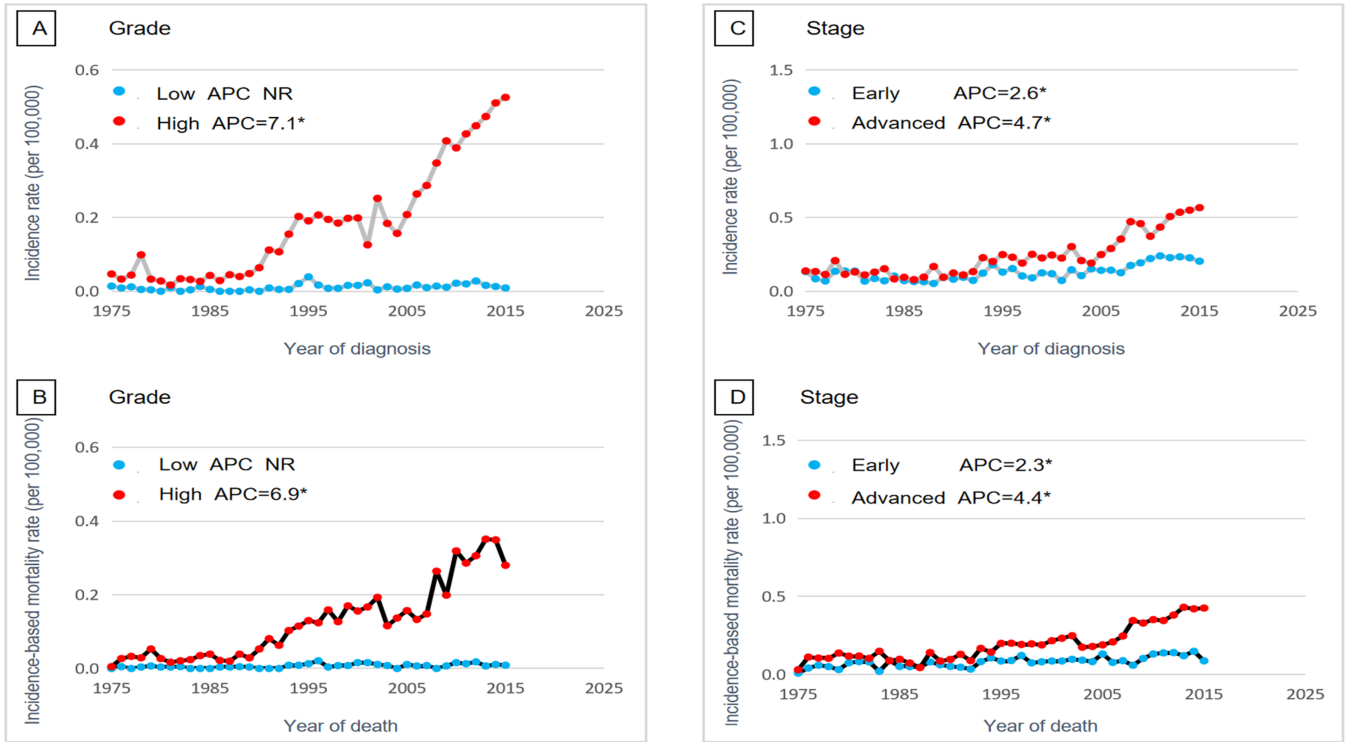 A Grade
Incidence rate (per 100,000)
0.6
0.4
0.2
0.0
Low APC NR
High APC=7.1*
1975 1985 1995 2005 2015 2025
Year of diagnosis
C Stage
Incidence rate (per 100,000)
1.5
1.0
0.5
0.0
Early APC=2.6*
Advanced APC=4.7*
1975 1985 1995 2005 2015 2025
Year of diagnosis
B Grade
Incidence-based mortality rate (per 100,000)
0.6
0.4
0.2
0.0
Low APC NR
High APC=6.9*
1975 1985 1995 2005 2015 2025
Year of death
D Stage
Incidence-based mortality rate (per 100,000)
1.5
1.0
0.5
0.0
Early APC=2.3*
Advanced APC=4.4*
1975 1985 1995 2005 2015 2025
Year of death